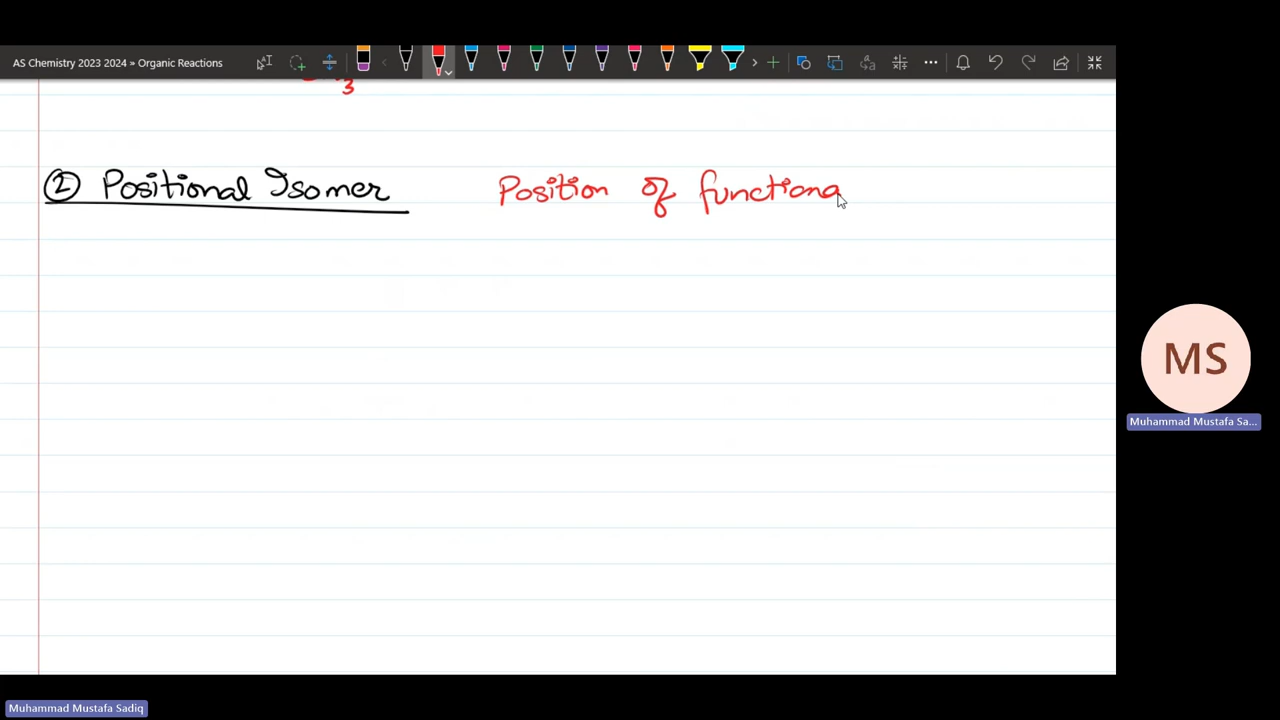 AS Chemistry 2023 2024 » Organic Reactions
3
② Positional Isomer Position of functiona
MS
Muhammad Mustafa Sa...
Muhammad Mustafa Sadiq